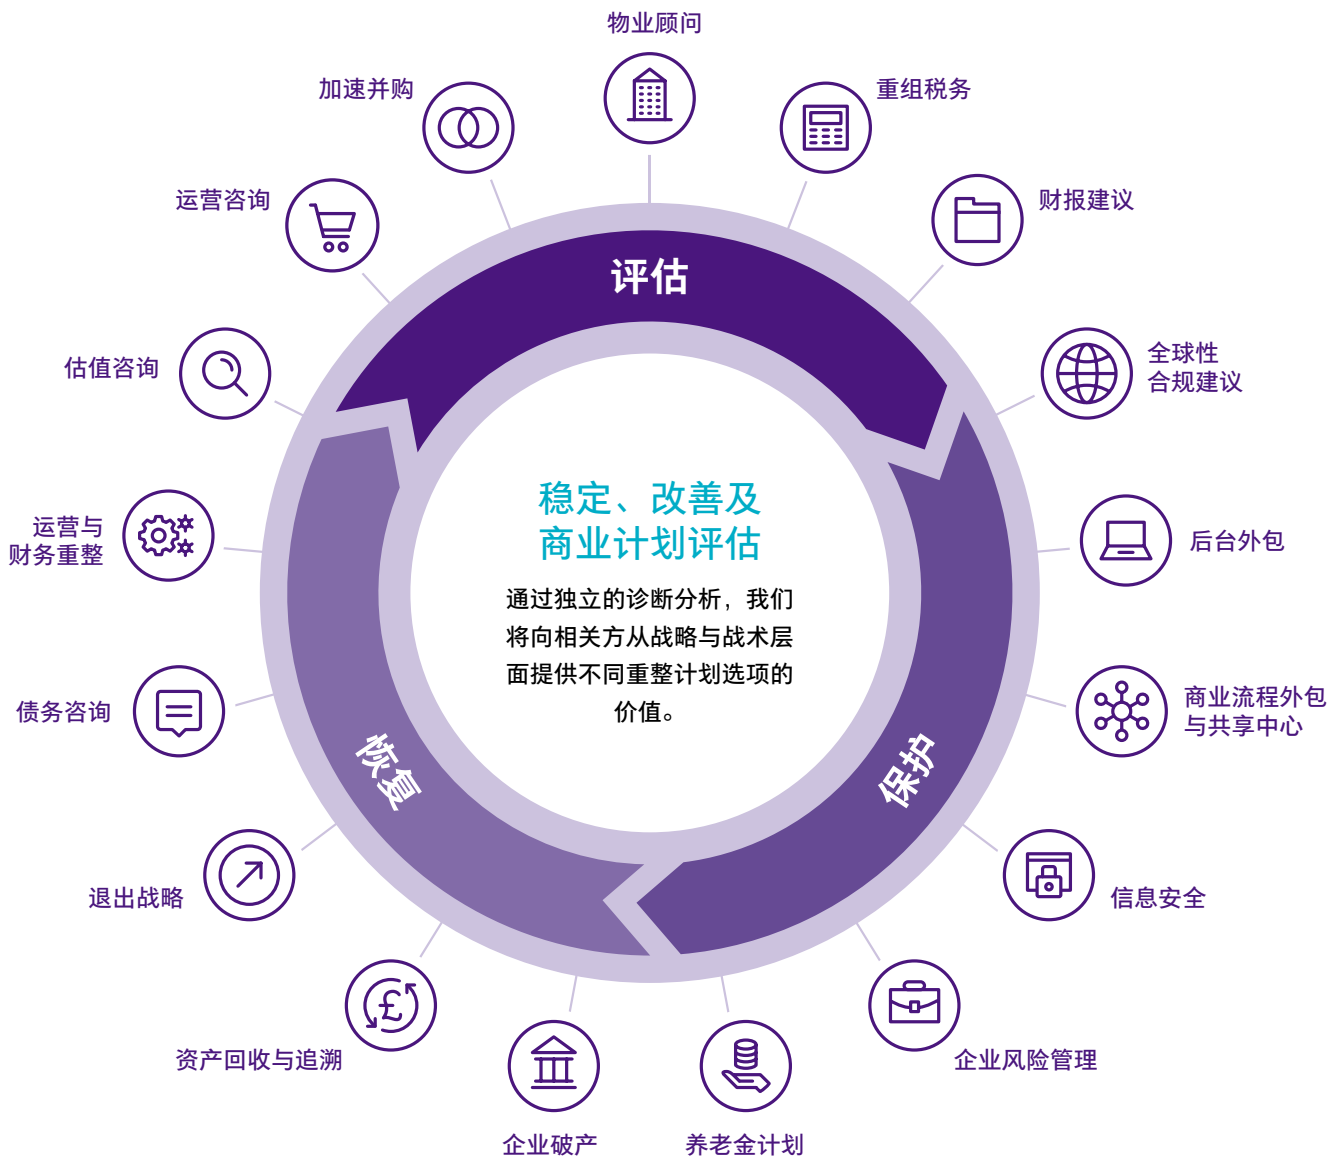 物业顾问
加速并购
重组税务
运营咨询
财报建议
评估
全球性
合规建议
估值咨询
稳定、改善及
商业计划评估
运营与
财务重整
后台外包
通过独立的诊断分析，我们
将向相关方从战略与战术层
面提供不同重整计划选项的
价值。
债务咨询
商业流程外包
与共享中心
恢复
保护
退出战略
信息安全
资产回收与追溯
企业风险管理
企业破产
养老金计划